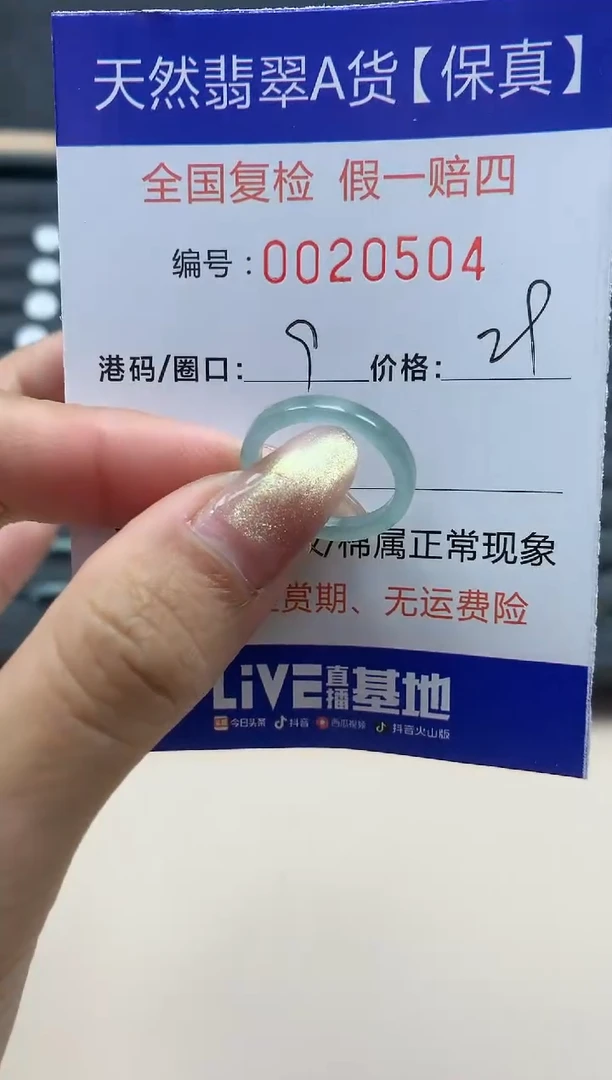 天然翡翠A货【保真】
全国复检 假一赔四
编号：0020504
港码/圈口：9 价格：28
/棉属正常现象
赏期、无运费险
LiVE直播基地
今日头条 抖音 西瓜视频 抖音火山版